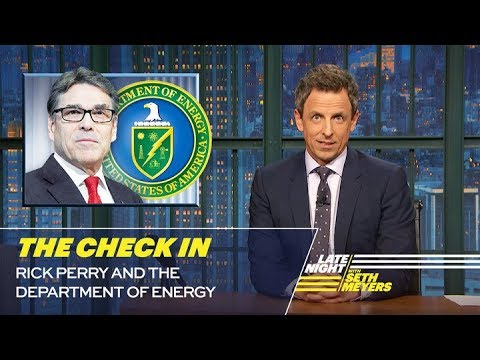 DEPARTMENT OF ENERGY
UNITED STATES OF AMERICA
THE CHECK IN
RICK PERRY AND THE
DEPARTMENT OF ENERGY
LATE
NIGHT
WITH
SETH
MEYERS